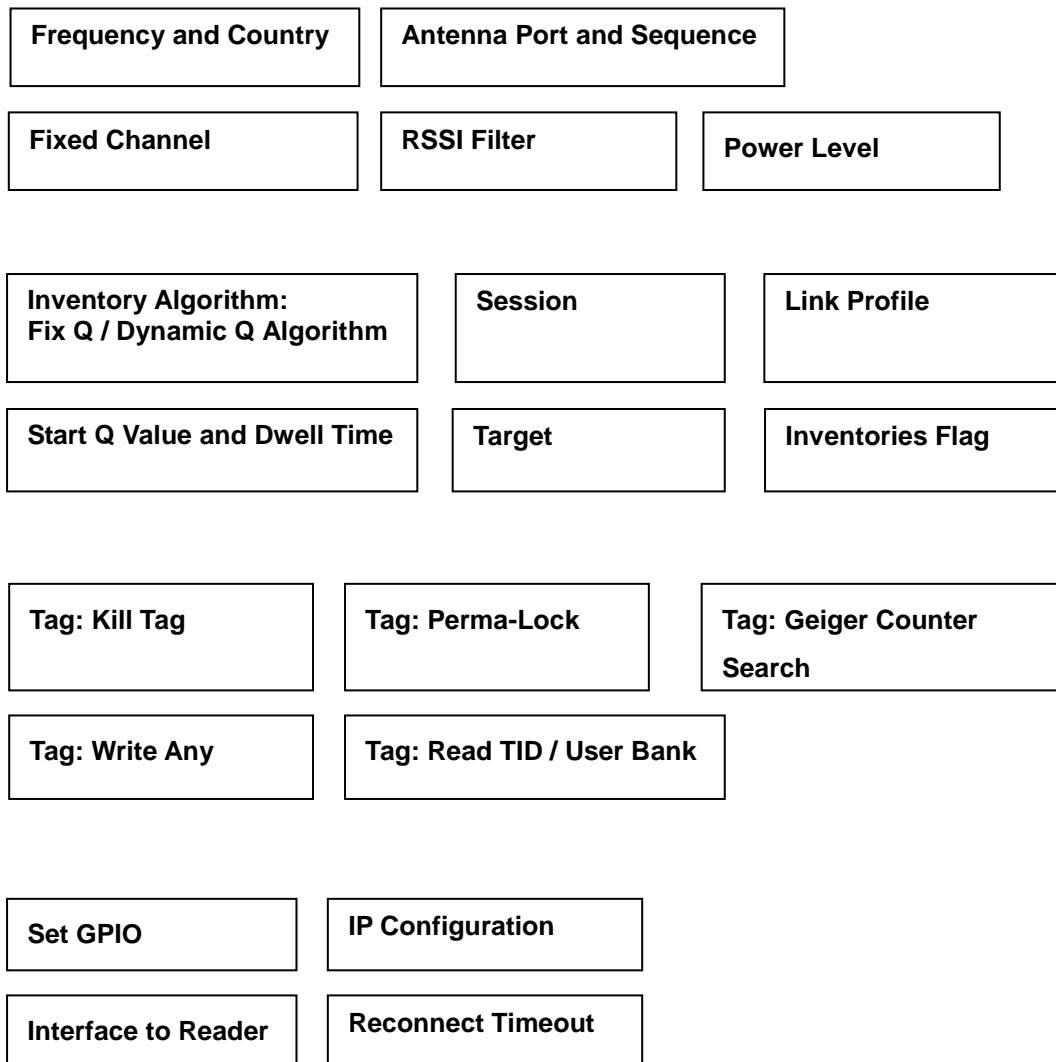 Frequency and Country
Antenna Port and Sequence
Fixed Channel
RSSI Filter
Power Level
Inventory Algorithm:
Fix Q / Dynamic Q Algorithm
Session
Link Profile
Start Q Value and Dwell Time
Target
Inventories Flag
Tag: Kill Tag
Tag: Perma-Lock
Tag: Geiger Counter
Search
Tag: Write Any
Tag: Read TID / User Bank
Set GPIO
IP Configuration
Interface to Reader
Reconnect Timeout